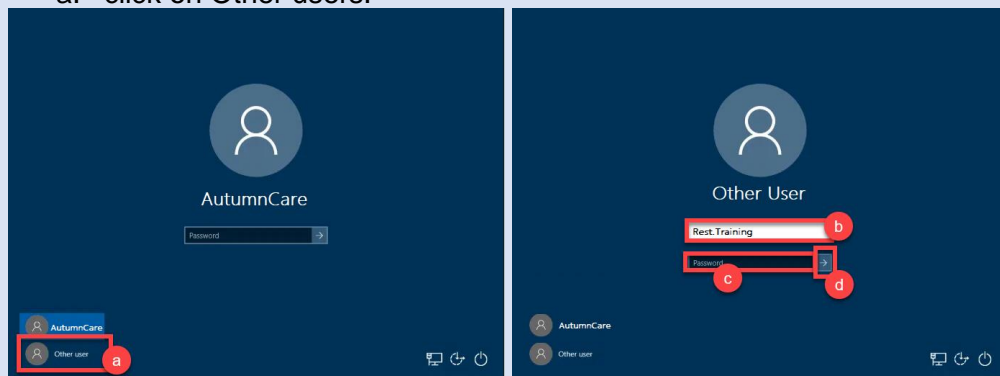 a. click on Other users.
AutumnCare
Password
AutumnCare
Other user
a
Other User
Rest.Training
b
Password
c
d
AutumnCare
Other user